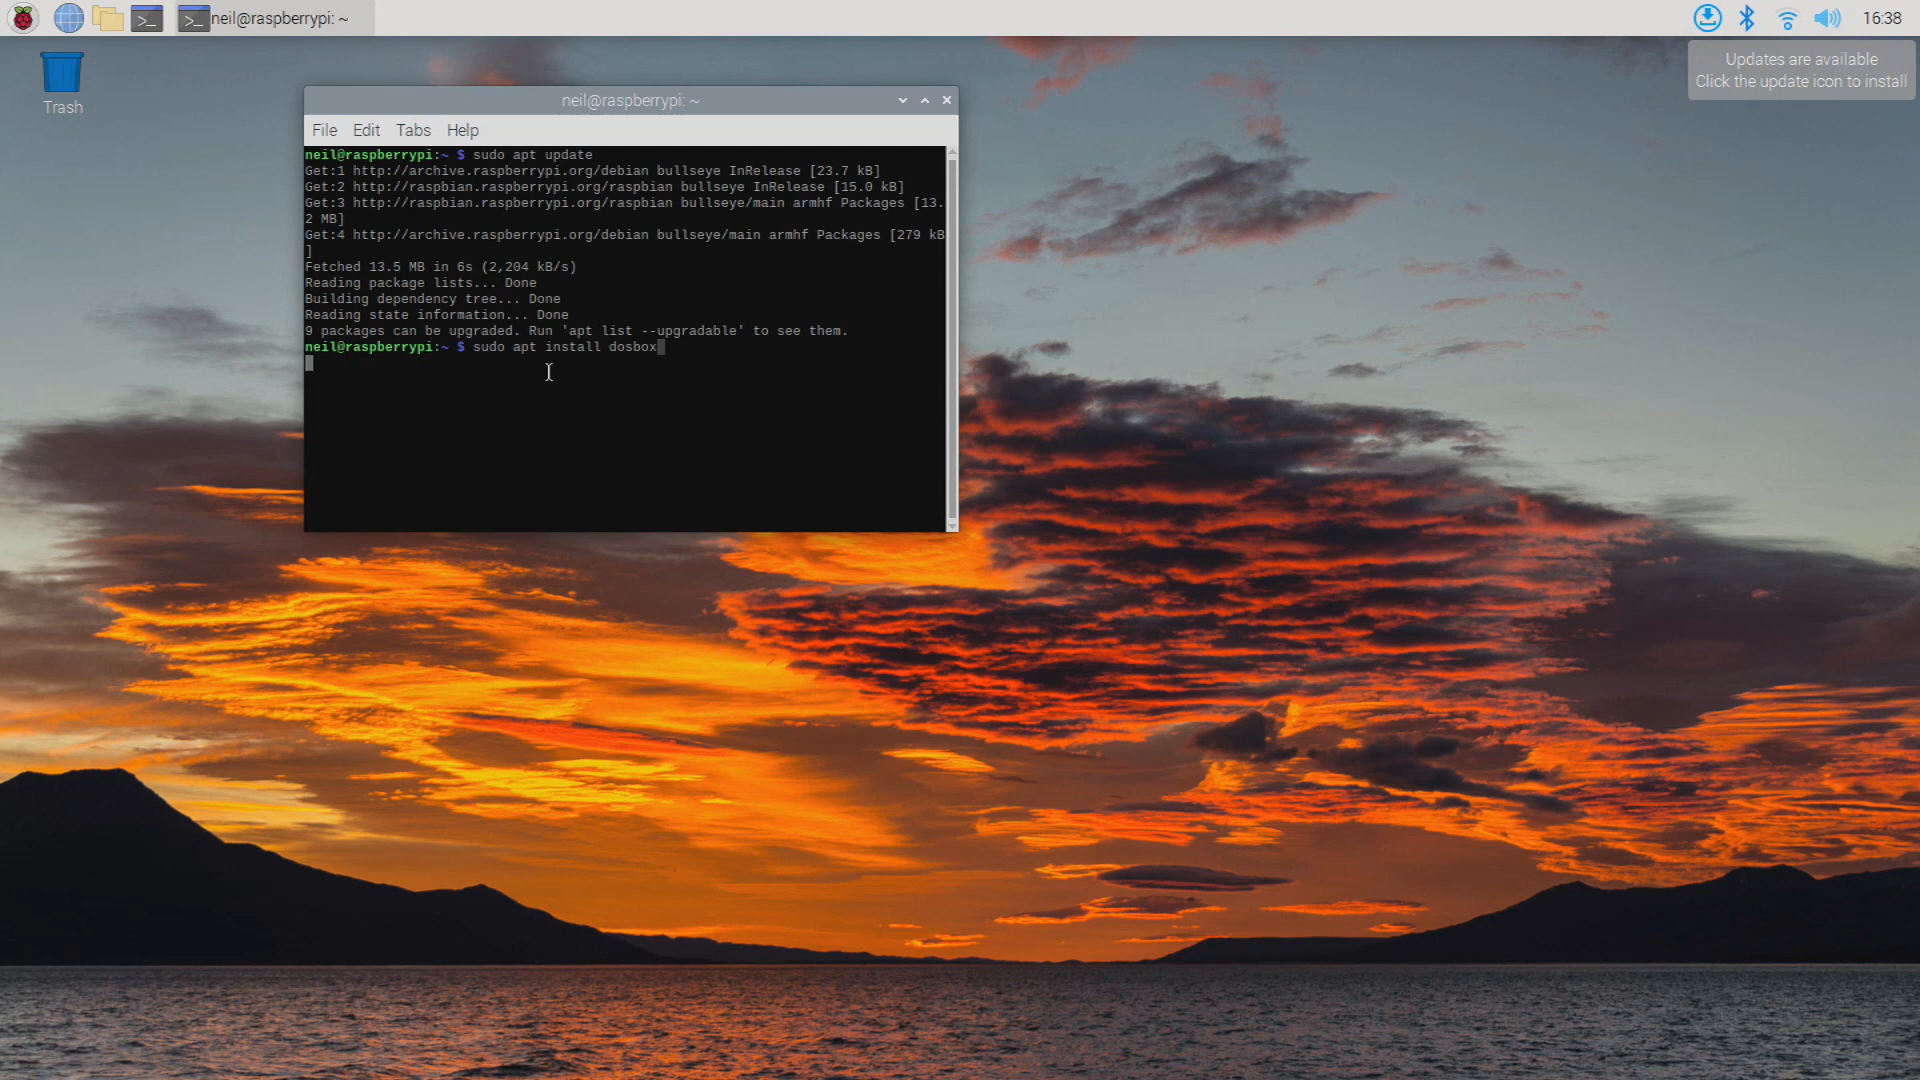 neil@raspberrypi: ~
16:38
Updates are available
Click the update icon to install
Trash
neil@raspberrypi: ~
File Edit Tabs Help
neil@raspberrypi:~ $ sudo apt update
Get:1 http://archive.raspberrypi.org/debian bullseye InRelease [23.7 kB]
Get:2 http://raspbian.raspberrypi.org/raspbian bullseye InRelease [15.0 kB]
Get:3 http://raspbian.raspberrypi.org/raspbian bullseye/main armhf Packages [13.
2 MB]
Get:4 http://archive.raspberrypi.org/debian bullseye/main armhf Packages [279 kB
]
Fetched 13.5 MB in 6s (2,204 kB/s)
Reading package lists... Done
Building dependency tree... Done
Reading state information... Done
9 packages can be upgraded. Run 'apt list --upgradable' to see them.
neil@raspberrypi:~ $ sudo apt install dosbox